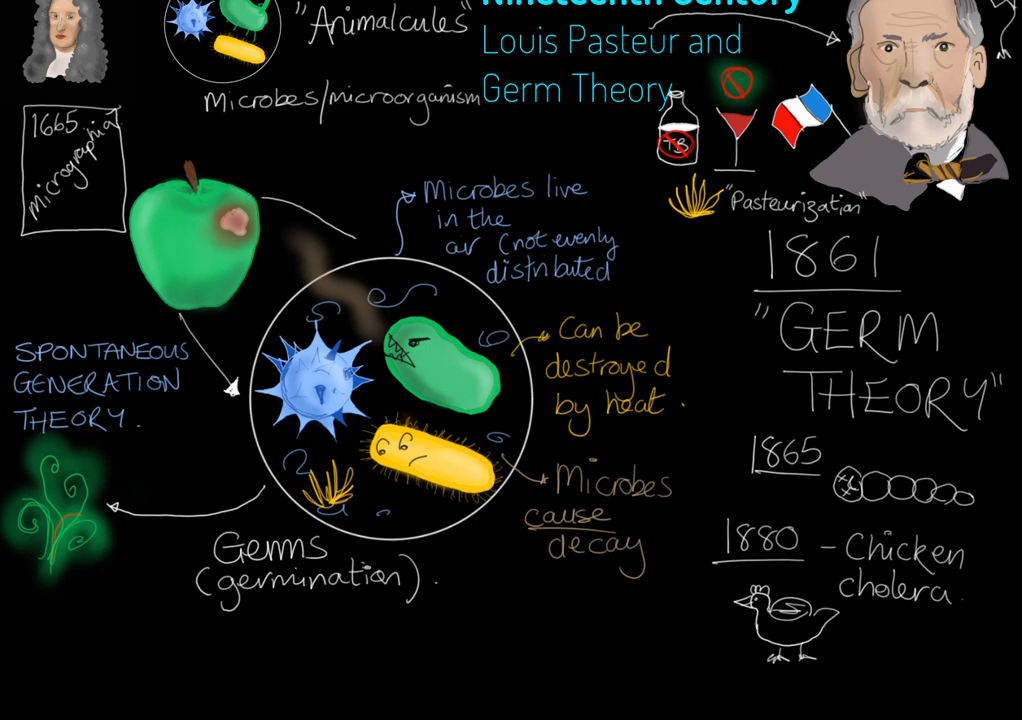 "Animalcules"
Nineteenth Century
Louis Pasteur and
Germ Theory
Microbes/microorganism
1665
Micrographia
TB
"Pasteurization"
Microbes live
in the
air (not evenly
distributed
1861
"GERM
THEORY"
Can be
destroyed
by heat.
SPONTANEOUS
GENERATION
THEORY.
1865
Microbes
cause
decay
1880 - Chicken
cholera.
Germs
(germination).